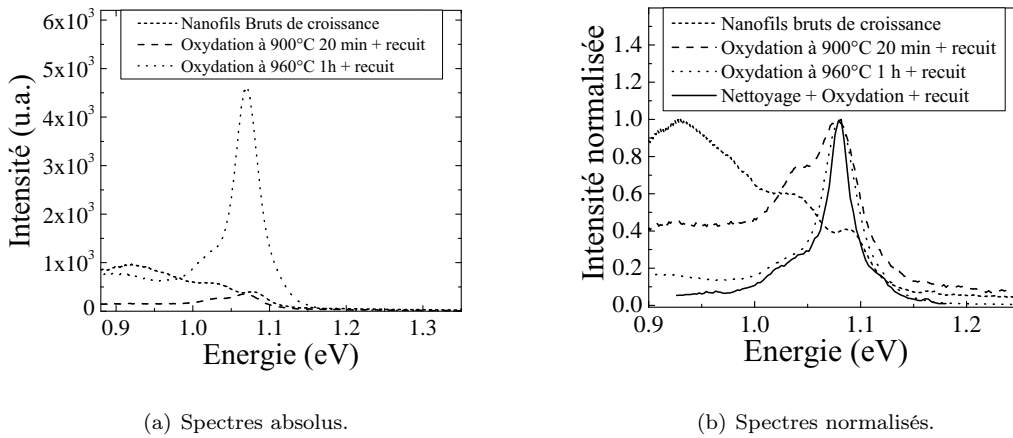 6x10³
5x10³
4x10³
3x10³
2x10³
1x10³
0
Intensité (u.a.)
Nanofils Bruts de croissance
Oxydation à 900°C 20 min + recuit
Oxydation à 960°C 1h + recuit
0.9 1.0 1.1 1.2 1.3
Energie (eV)
(a) Spectres absolus.
1.4
1.2
1.0
0.8
0.6
0.4
0.2
0.0
Intensité normalisée
Nanofils bruts de croissance
Oxydation à 900°C 20 min + recuit
Oxydation à 960°C 1 h + recuit
Nettoyage + Oxydation + recuit
0.9 1.0 1.1 1.2
Energie (eV)
(b) Spectres normalisés.